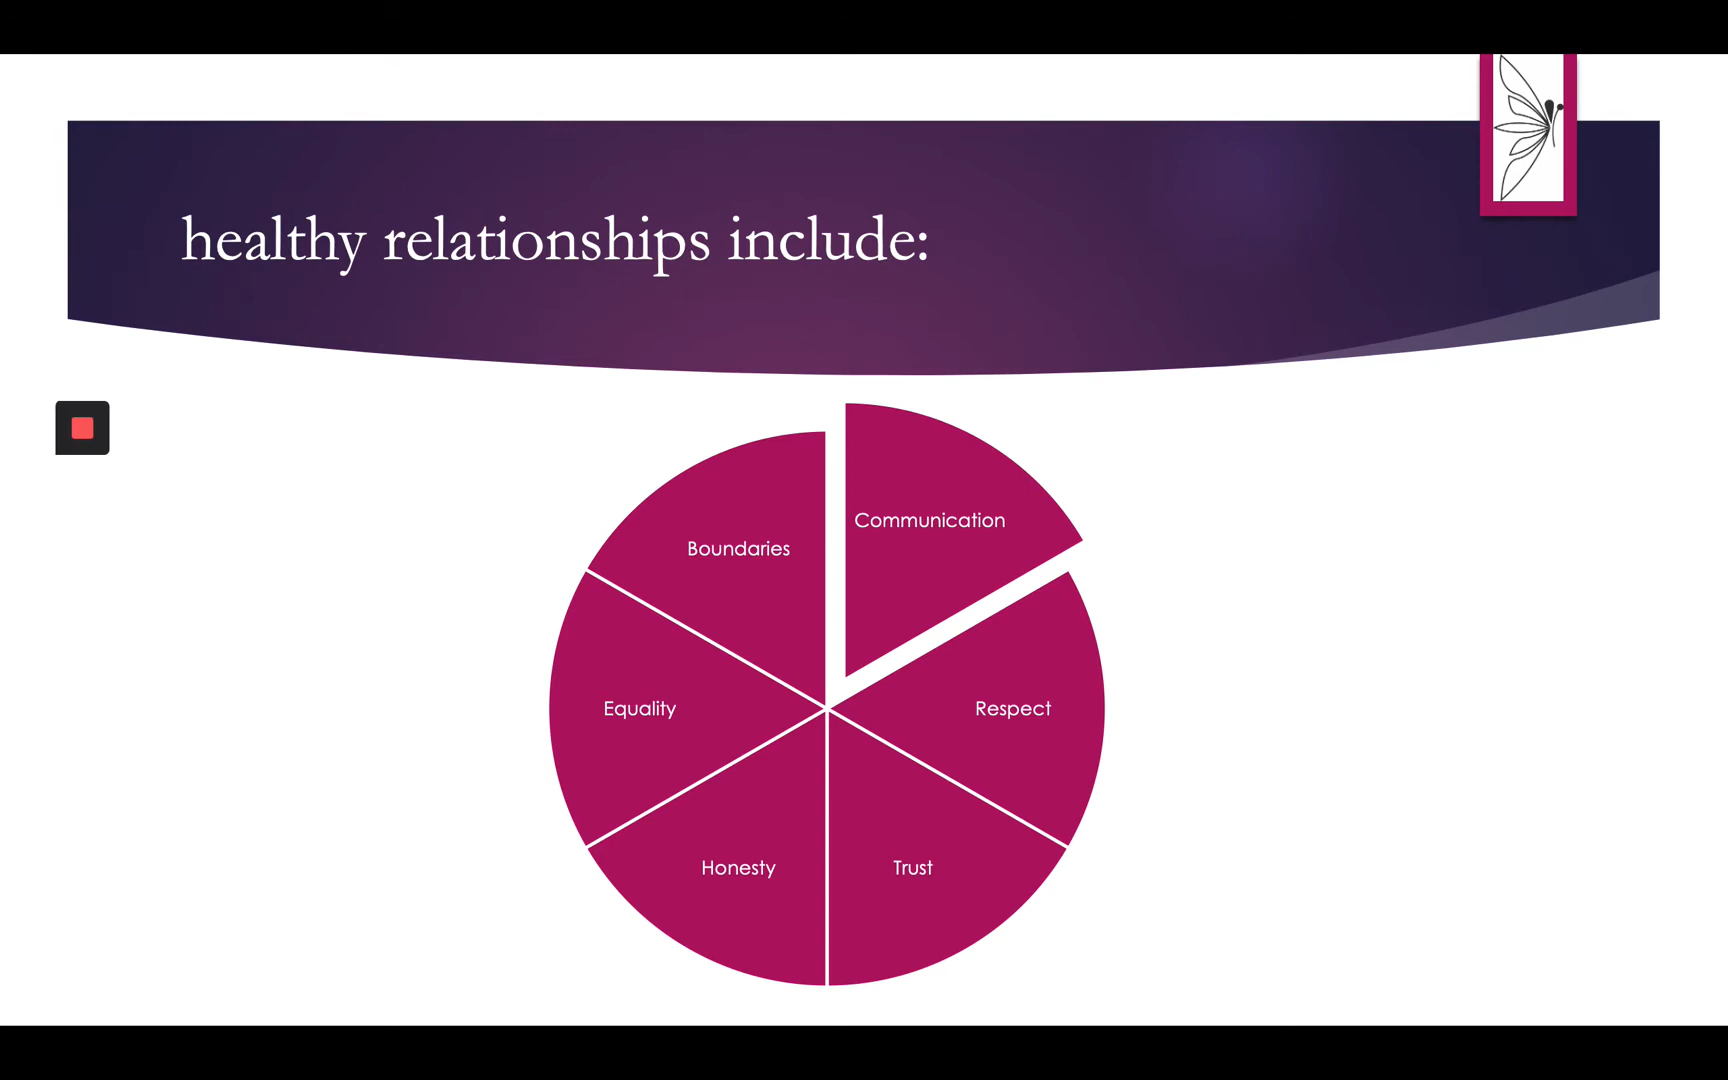 healthy relationships include:
Communication
Boundaries
Equality
Respect
Honesty
Trust